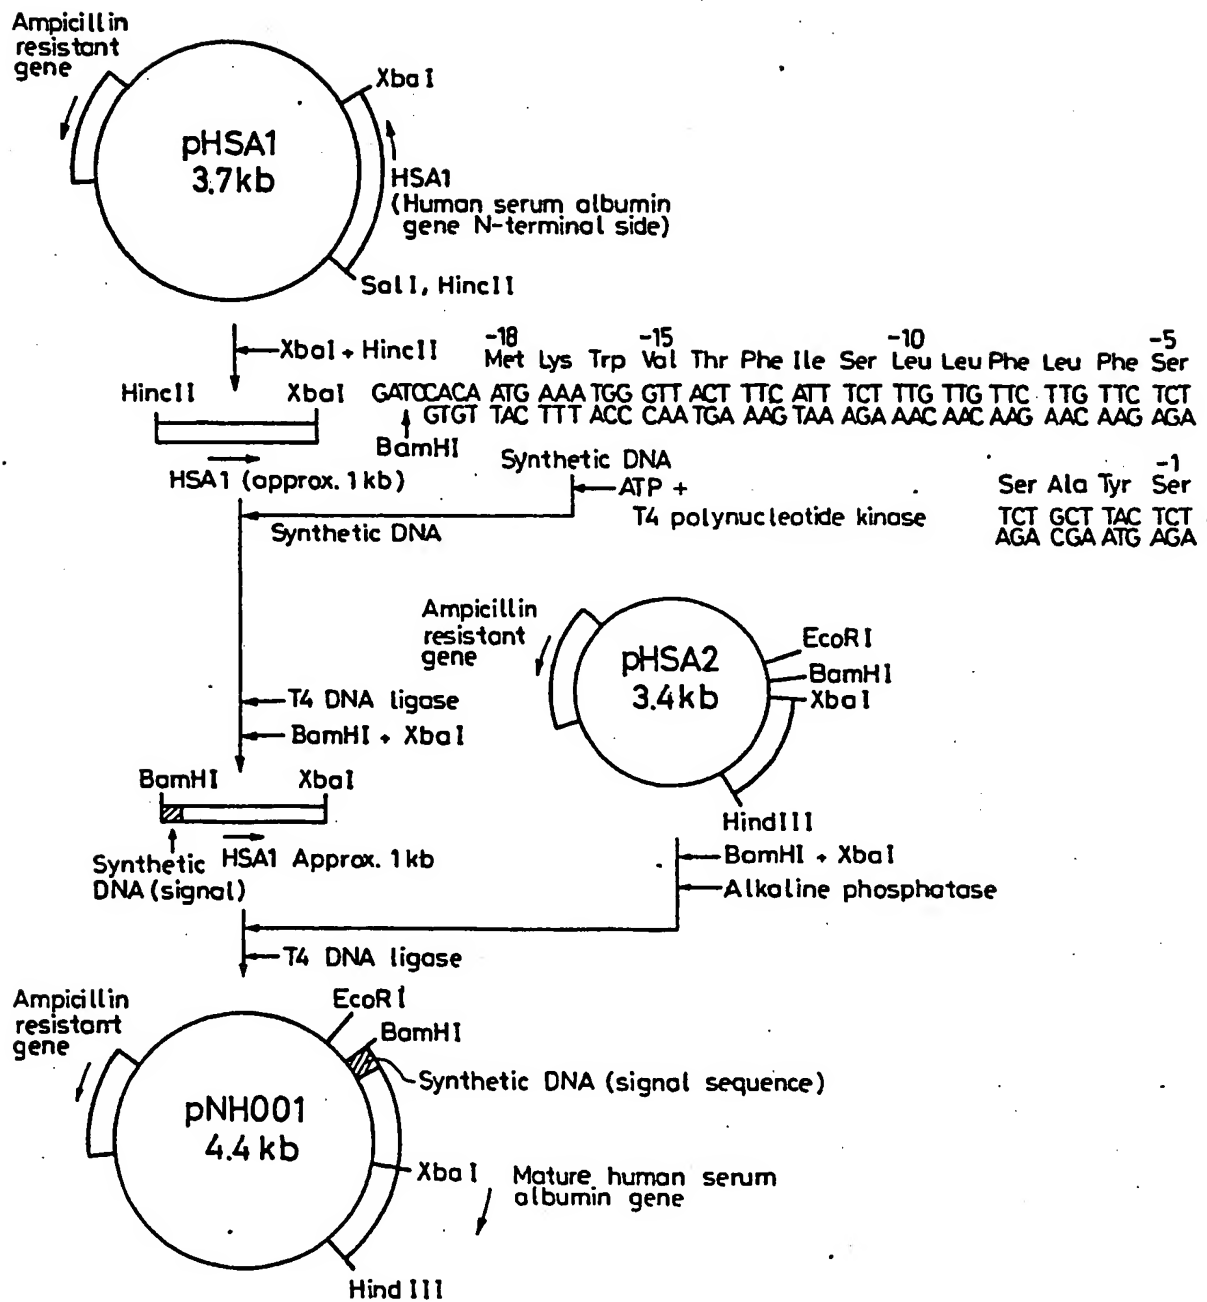 Ampicillin
resistant
gene
XbaI
pHSA1
3.7kb
HSA1
(Human serum albumin
gene N-terminal side)
SalI, HincII
XbaI + HincII
-18 -15 -10 -5
Met Lys Trp Val Thr Phe Ile Ser Leu Leu Phe Leu Phe Ser
HincII XbaI
GATCCACA ATG AAA TGG GTT ACT TTC ATT TCT TTG TTG TTC TTG TTC TCT
GTGT TAC TTT ACC CAA TGA AAG TAA AGA AAC AAC AAG AAC AAG AGA
BamHI
HSA1 (approx. 1kb)
Synthetic DNA
ATP +
T4 polynucleotide kinase
-1
Ser Ala Tyr Ser
TCT GCT TAC TCT
AGA CGA ATG AGA
Synthetic DNA
Ampicillin
resistant
gene
pHSA2
3.4kb
EcoRI
BamHI
XbaI
HindIII
T4 DNA ligase
BamHI + XbaI
BamHI XbaI
Synthetic
DNA (signal)
HSA1 Approx. 1kb
BamHI + XbaI
Alkaline phosphatase
T4 DNA ligase
Ampicillin
resistant
gene
EcoRI
BamHI
Synthetic DNA (signal sequence)
pNH001
4.4kb
XbaI
Mature human serum
albumin gene
Hind III